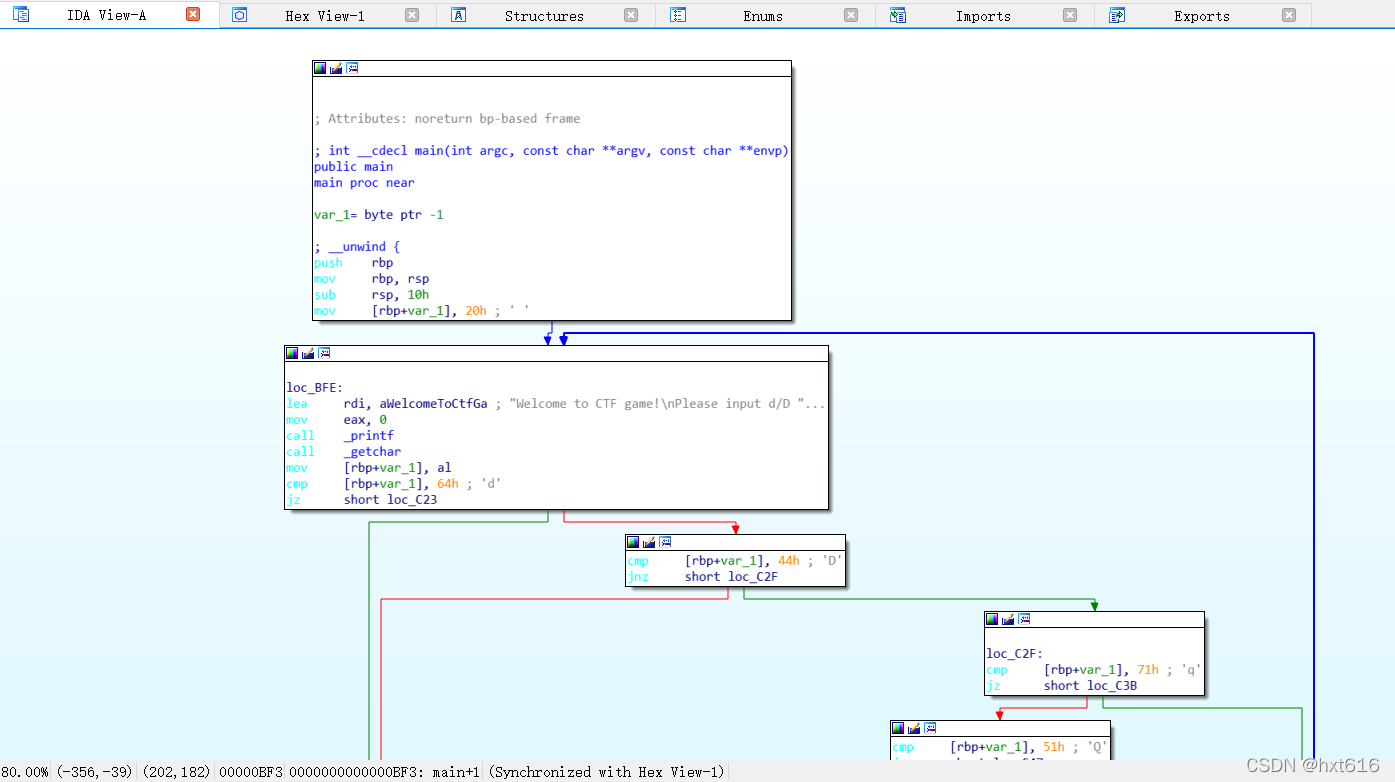 IDA View-A
Hex View-1
Structures
Enums
Imports
Exports
; Attributes: noreturn bp-based frame
; int __cdecl main(int argc, const char **argv, const char **envp)
public main
main proc near
var_1= byte ptr -1
; __unwind {
push rbp
mov rbp, rsp
sub rsp, 10h
mov [rbp+var_1], 20h ; ' '
loc_BFE:
lea rdi, aWelcomeToCtfGa ; "Welcome to CTF game!\nPlease input d/D "...
mov eax, 0
call _printf
call _getchar
mov [rbp+var_1], al
cmp [rbp+var_1], 64h ; 'd'
jz short loc_C23
cmp [rbp+var_1], 44h ; 'D'
jnz short loc_C2F
loc_C2F:
cmp [rbp+var_1], 71h ; 'q'
jz short loc_C3B
cmp [rbp+var_1], 51h ; 'Q'
80.00% (-356,-39) (202,182) 00000BF3 0000000000000BF3: main+1 (Synchronized with Hex View-1)
CSDN @hxt616